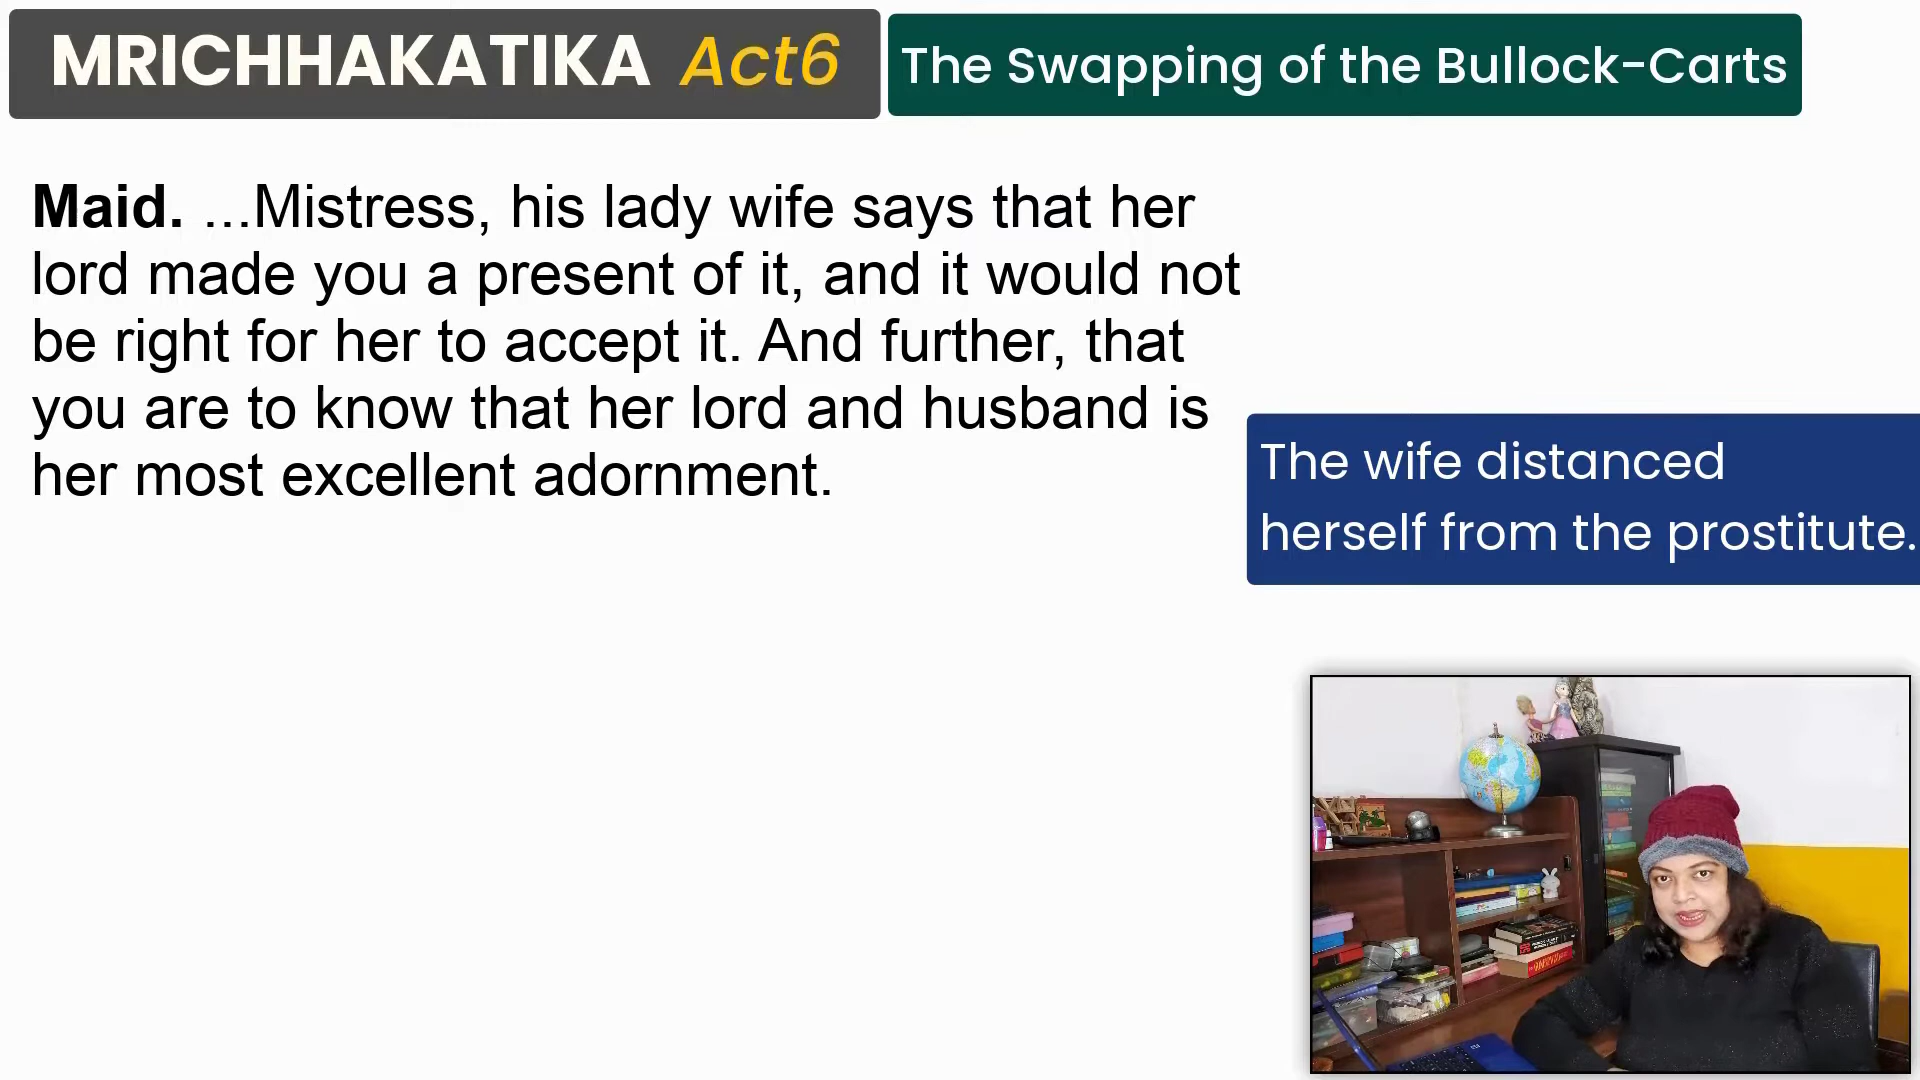 MRICHHAKATIKA Act6
The Swapping of the Bullock-Carts
Maid. ...Mistress, his lady wife says that her
lord made you a present of it, and it would not
be right for her to accept it. And further, that
you are to know that her lord and husband is
her most excellent adornment.
The wife distanced
herself from the prostitute.